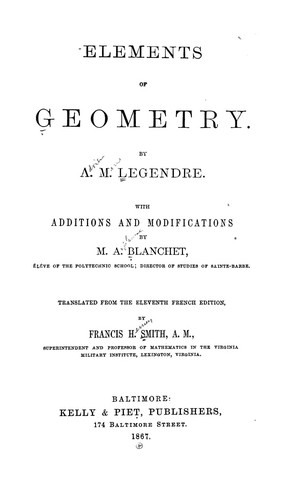 ELEMENTS
OF
GEOMETRY.
BY
A. M. LEGENDRE.
WITH
ADDITIONS AND MODIFICATIONS
BY
M. A. BLANCHET,
ÉLÈVE OF THE POLYTECHNIC SCHOOL; DIRECTOR OF STUDIES OF SAINTE-BARBE.
TRANSLATED FROM THE ELEVENTH FRENCH EDITION,
BY
FRANCIS H. SMITH, A. M.,
SUPERINTENDENT AND PROFESSOR OF MATHEMATICS IN THE VIRGINIA
MILITARY INSTITUTE, LEXINGTON, VIRGINIA.
BALTIMORE:
KELLY & PIET, PUBLISHERS,
174 BALTIMORE STREET.
1867.